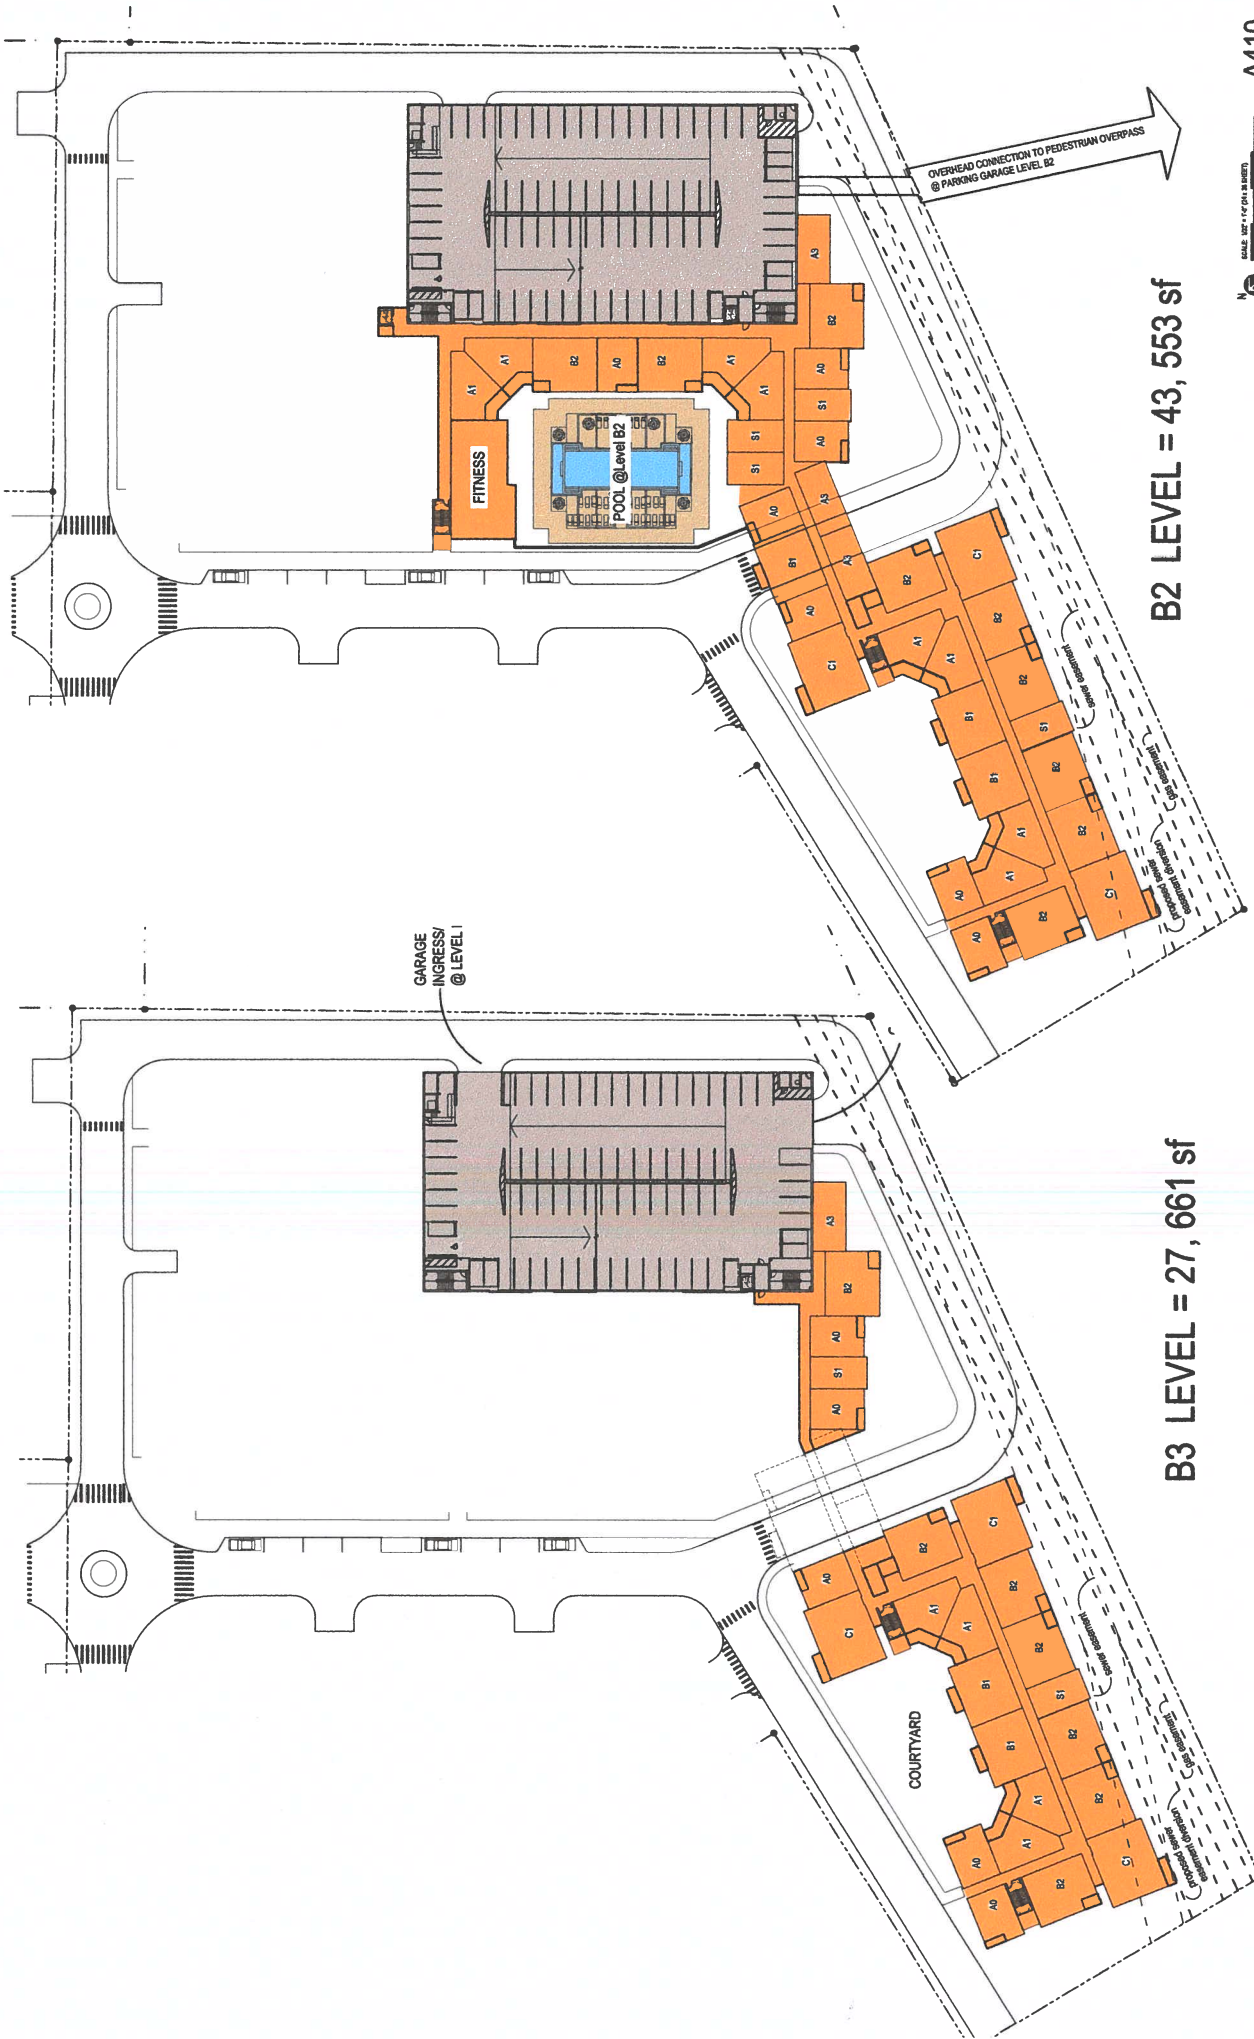 GARAGE
INGRESS/
@ LEVEL I
A3
B2
A0
S1
A0
A0
C1
B2
C1
A1
A1
B2
B2
B1
S1
B1
B2
A1
B2
A1
A0
C1
B2
A0
COURTYARD
sewer easement
gas easement
proposed sewer
easement diversion
B3 LEVEL = 27, 661 sf
OVERHEAD CONNECTION TO PEDESTRIAN OVERPASS
@ PARKING GARAGE LEVEL B2
FITNESS
POOL @Level B2
A1
A1
B2
A0
B2
A1
A1
S1
S1
A3
B2
A0
S1
A0
A3
A0
A3
B1
A0
C1
B2
C1
A1
A1
B2
B2
B1
S1
B1
B2
A1
B2
A1
A0
C1
B2
A0
sewer easement
gas easement
proposed sewer
easement diversion
B2 LEVEL = 43, 553 sf
N
A410